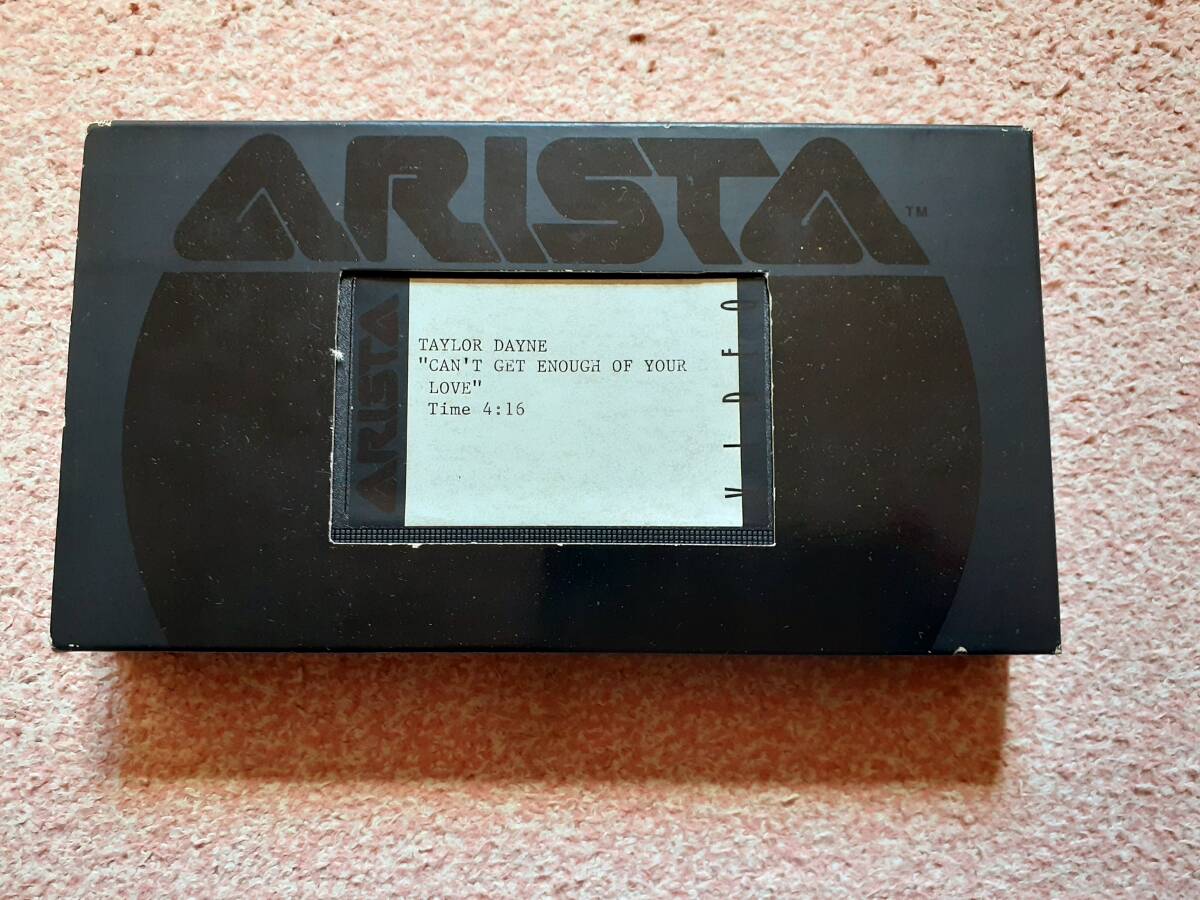 ARISTA™
ARISTA
TAYLOR DAYNE
"CAN'T GET ENOUGH OF YOUR
LOVE"
Time 4:16
VIDEO